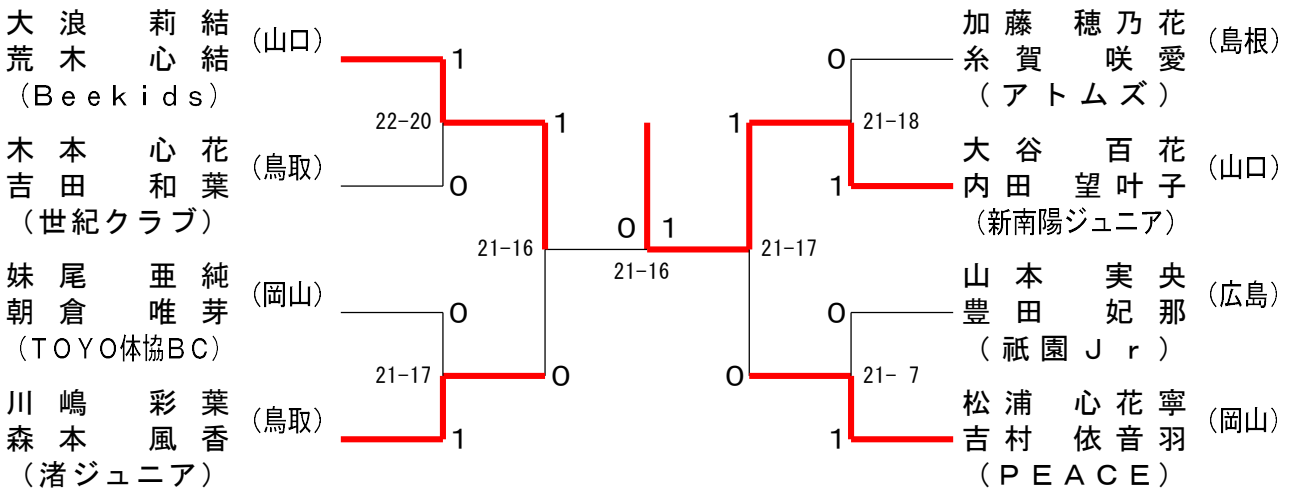 大浪 莉結
荒木 心結
(Beekids)
(山口)
木本 心花
吉田 和葉
(世紀クラブ)
(鳥取)
妹尾 亜純
朝倉 唯芽
(TOYO体協BC)
(岡山)
川嶋 彩葉
森本 風香
(渚ジュニア)
(鳥取)
1
22-20
0
0
21-17
1
1
21-16
0
0 1
21-16
1
21-17
0
0
21-18
1
0
21- 7
1
加藤 穂乃花
糸賀 咲愛
(アトムズ)
(島根)
大谷 百花
内田 望叶子
(新南陽ジュニア)
(山口)
山本 実央
豊田 妃那
(祇園Jr)
(広島)
松浦 心花寧
吉村 依音羽
(PEACE)
(岡山)